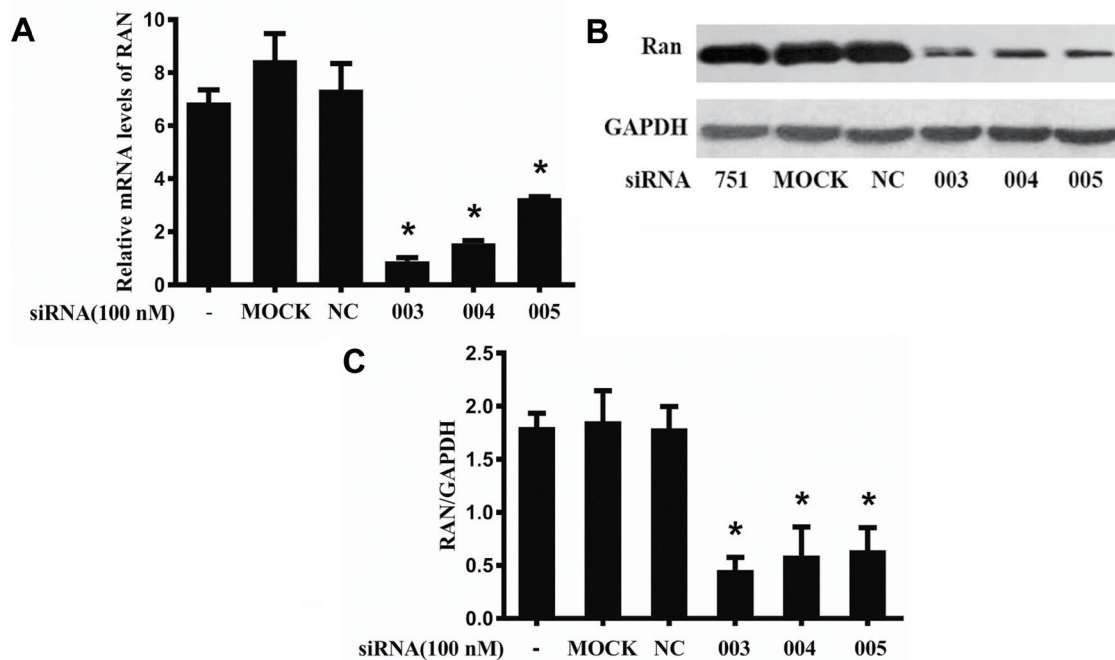 A
Relative mRNA levels of RAN
10
8
6
4
2
0
* * *
siRNA(100 nM) - MOCK NC 003 004 005
B
Ran
GAPDH
siRNA 751 MOCK NC 003 004 005
C
RAN/GAPDH
2.5
2.0
1.5
1.0
0.5
0.0
* * *
siRNA(100 nM) - MOCK NC 003 004 005